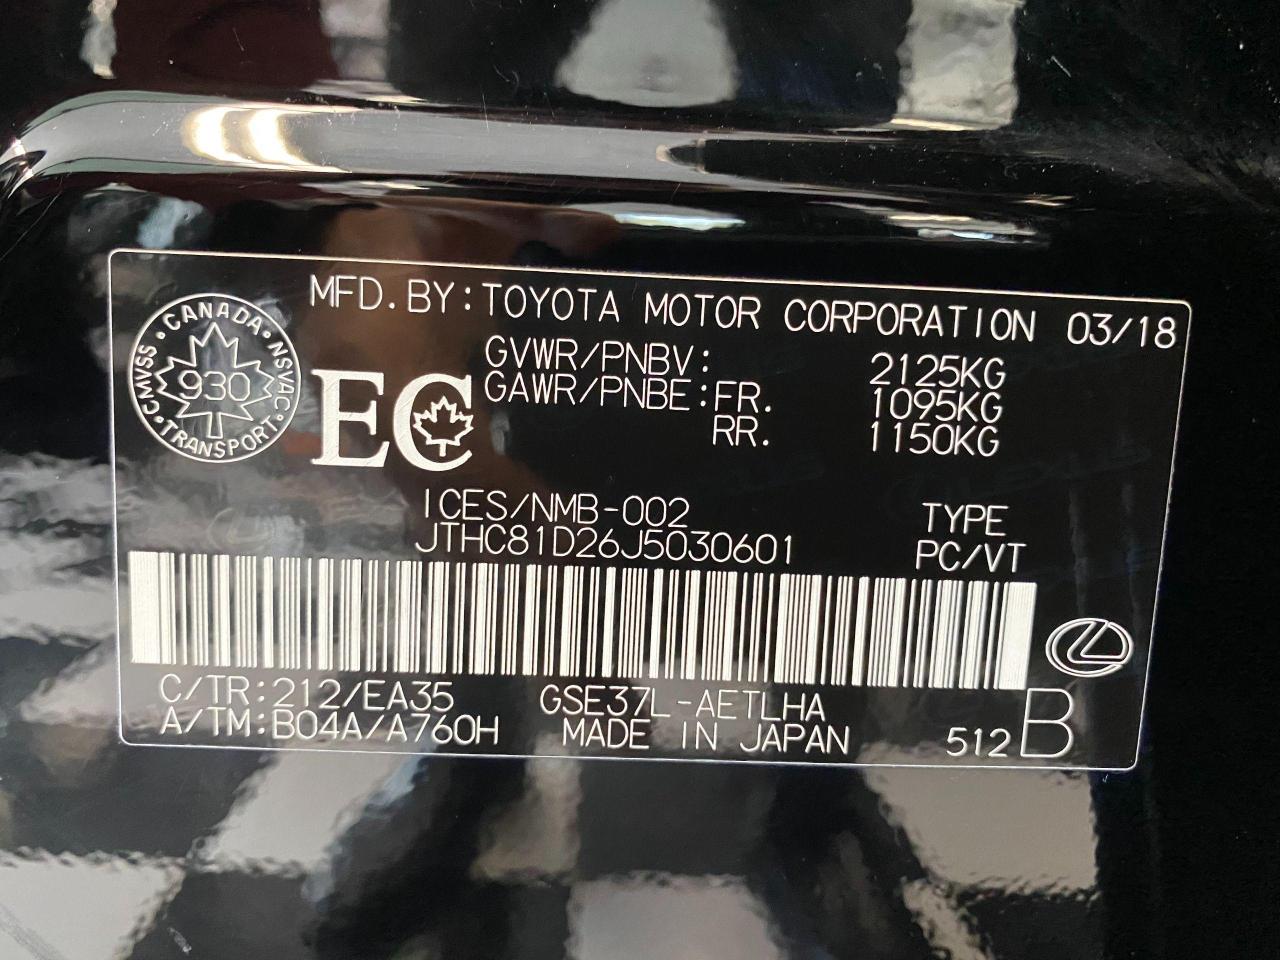 MFD.BY:TOYOTA MOTOR CORPORATION 03/18
CANADA
CMVSS 930 NSVAC
TRANSPORT
EC
GVWR/PNBV: 2125KG
GAWR/PNBE:FR. 1095KG
RR. 1150KG
ICES/NMB-002 TYPE
JTHC81D26J5030601 PC/VT
C/TR:212/EA35 GSE37L-AETLHA
A/TM:B04A/A760H MADE IN JAPAN 512 B